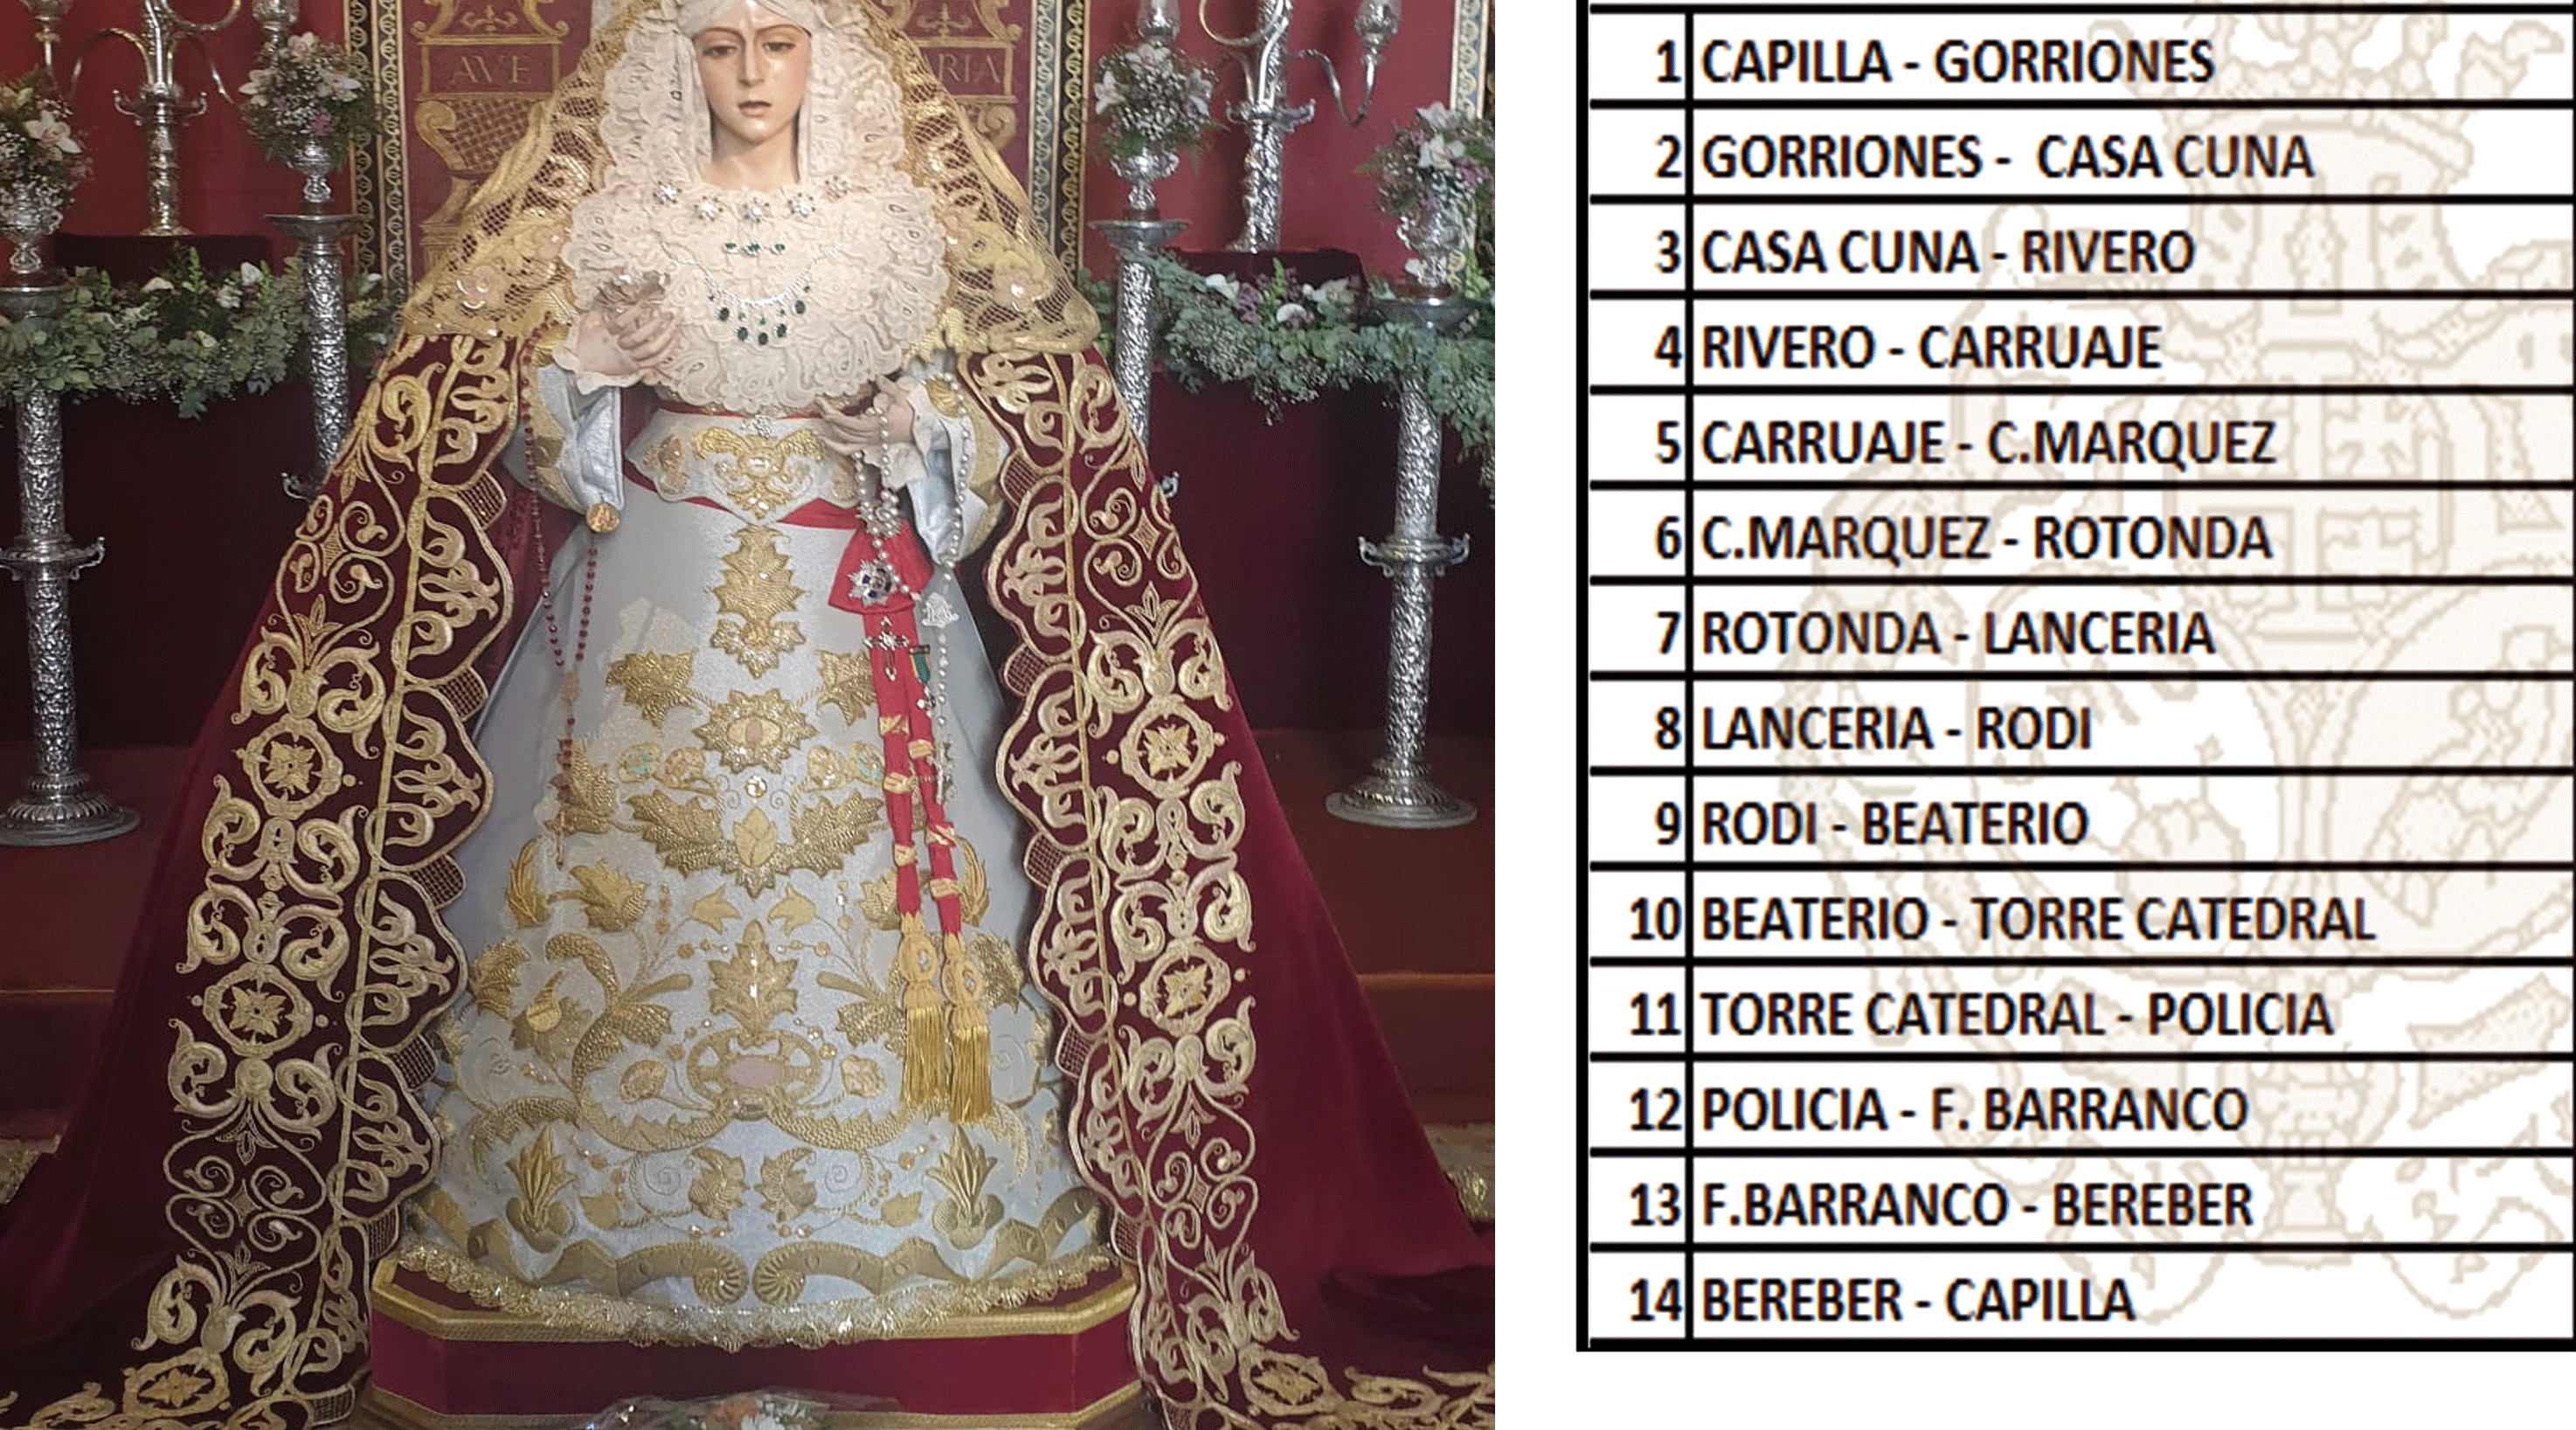 AVE
ARIA
1 CAPILLA - GORRIONES
2 GORRIONES - CASA CUNA
3 CASA CUNA - RIVERO
4 RIVERO - CARRUAJE
5 CARRUAJE - C.MARQUEZ
6 C.MARQUEZ - ROTONDA
7 ROTONDA - LANCERIA
8 LANCERIA - RODI
9 RODI - BEATERIO
10 BEATERIO - TORRE CATEDRAL
11 TORRE CATEDRAL - POLICIA
12 POLICIA - F. BARRANCO
13 F.BARRANCO - BEREBER
14 BEREBER - CAPILLA